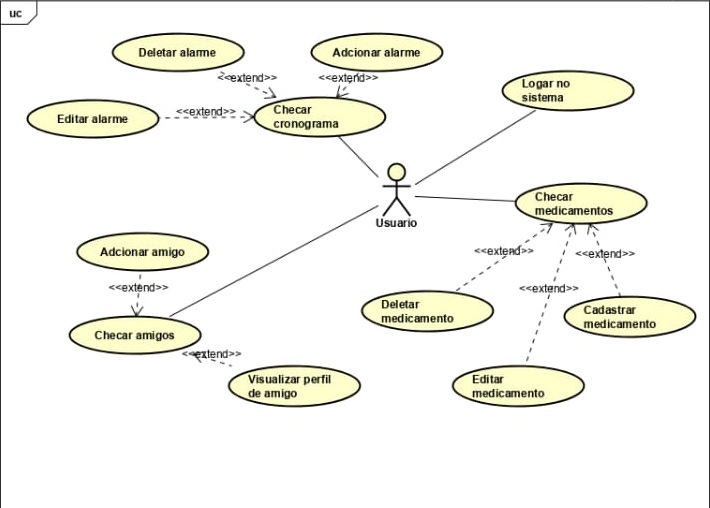 uc
Deletar alarme
Adcionar alarme
<<extend>>
<<extend>>
Logar no
sistema
Editar alarme
<<extend>>
Checar
cronograma
Usuario
Checar
medicamentos
Adcionar amigo
<<extend>>
<<extend>>
<<extend>>
<<extend>>
Deletar
medicamento
Cadastrar
medicamento
Checar amigos
<<extend>>
Visualizar perfil
de amigo
Editar
medicamento